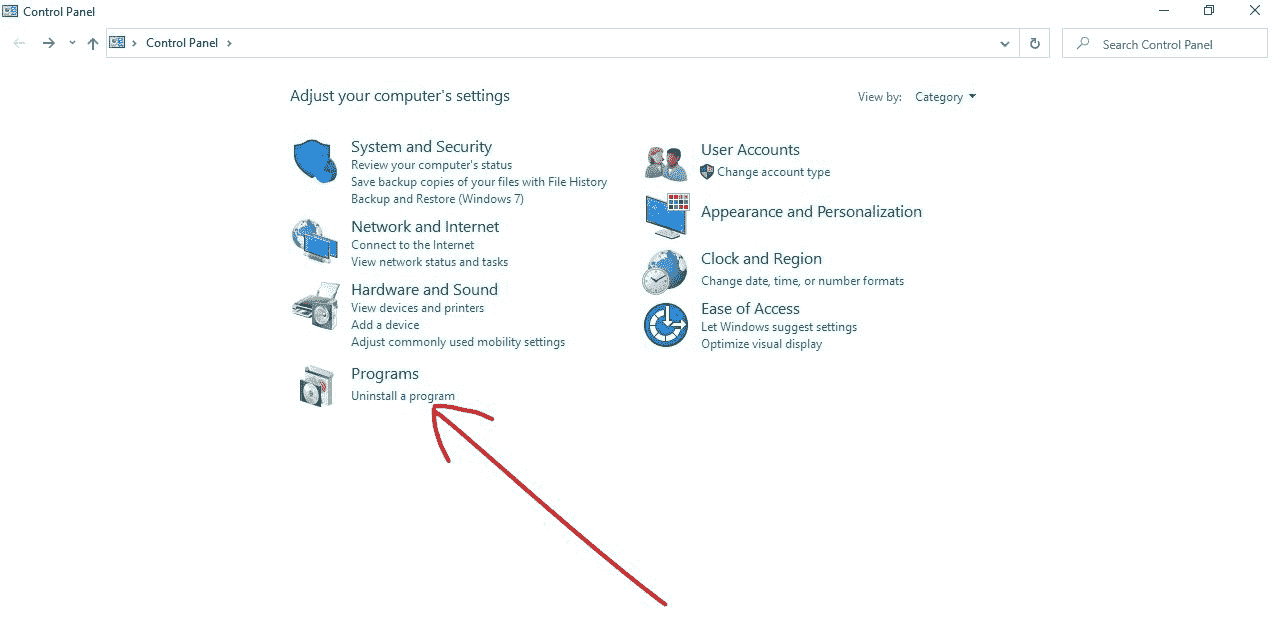 Control Panel
Control Panel
Search Control Panel
Adjust your computer's settings
View by: Category
System and Security
Review your computer's status
Save backup copies of your files with File History
Backup and Restore (Windows 7)
Network and Internet
Connect to the Internet
View network status and tasks
Hardware and Sound
View devices and printers
Add a device
Adjust commonly used mobility settings
Programs
Uninstall a program
User Accounts
Change account type
Appearance and Personalization
Clock and Region
Change date, time, or number formats
Ease of Access
Let Windows suggest settings
Optimize visual display